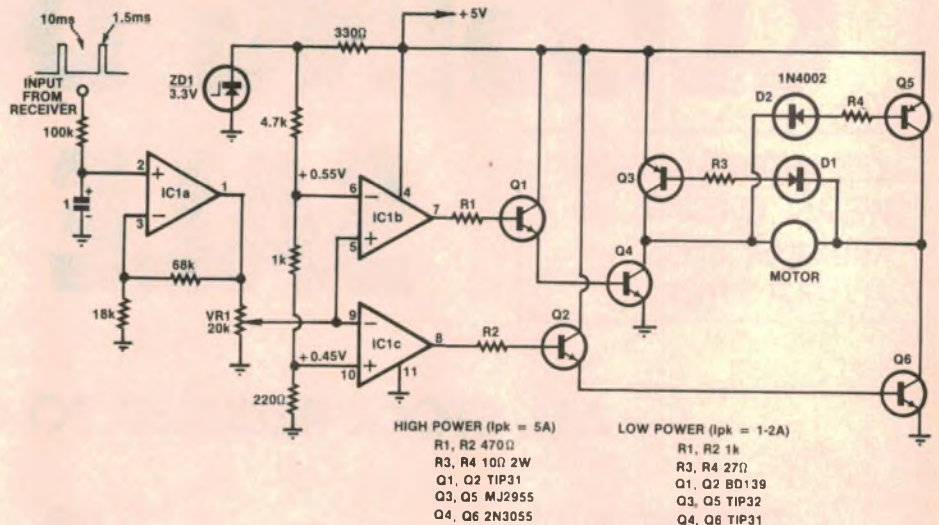 10ms
1.5ms
INPUT
FROM
RECEIVER
100k
1
+
-
2
+
3
-
IC1a
1
68k
18k
VR1
20k
ZD1
3.3V
330Ω
+5V
4.7k
+0.55V
1k
+0.45V
220Ω
6
-
5
+
IC1b
4
7
R1
Q1
9
-
10
+
IC1c
11
8
R2
Q2
Q3
R3
D1
1N4002
D2
R4
Q5
Q4
MOTOR
Q6
HIGH POWER (Ipk = 5A)
R1, R2 470Ω
R3, R4 10Ω 2W
Q1, Q2 TIP31
Q3, Q5 MJ2955
Q4, Q6 2N3055
LOW POWER (Ipk = 1-2A)
R1, R2 1k
R3, R4 27Ω
Q1, Q2 BD139
Q3, Q5 TIP32
Q4, Q6 TIP31